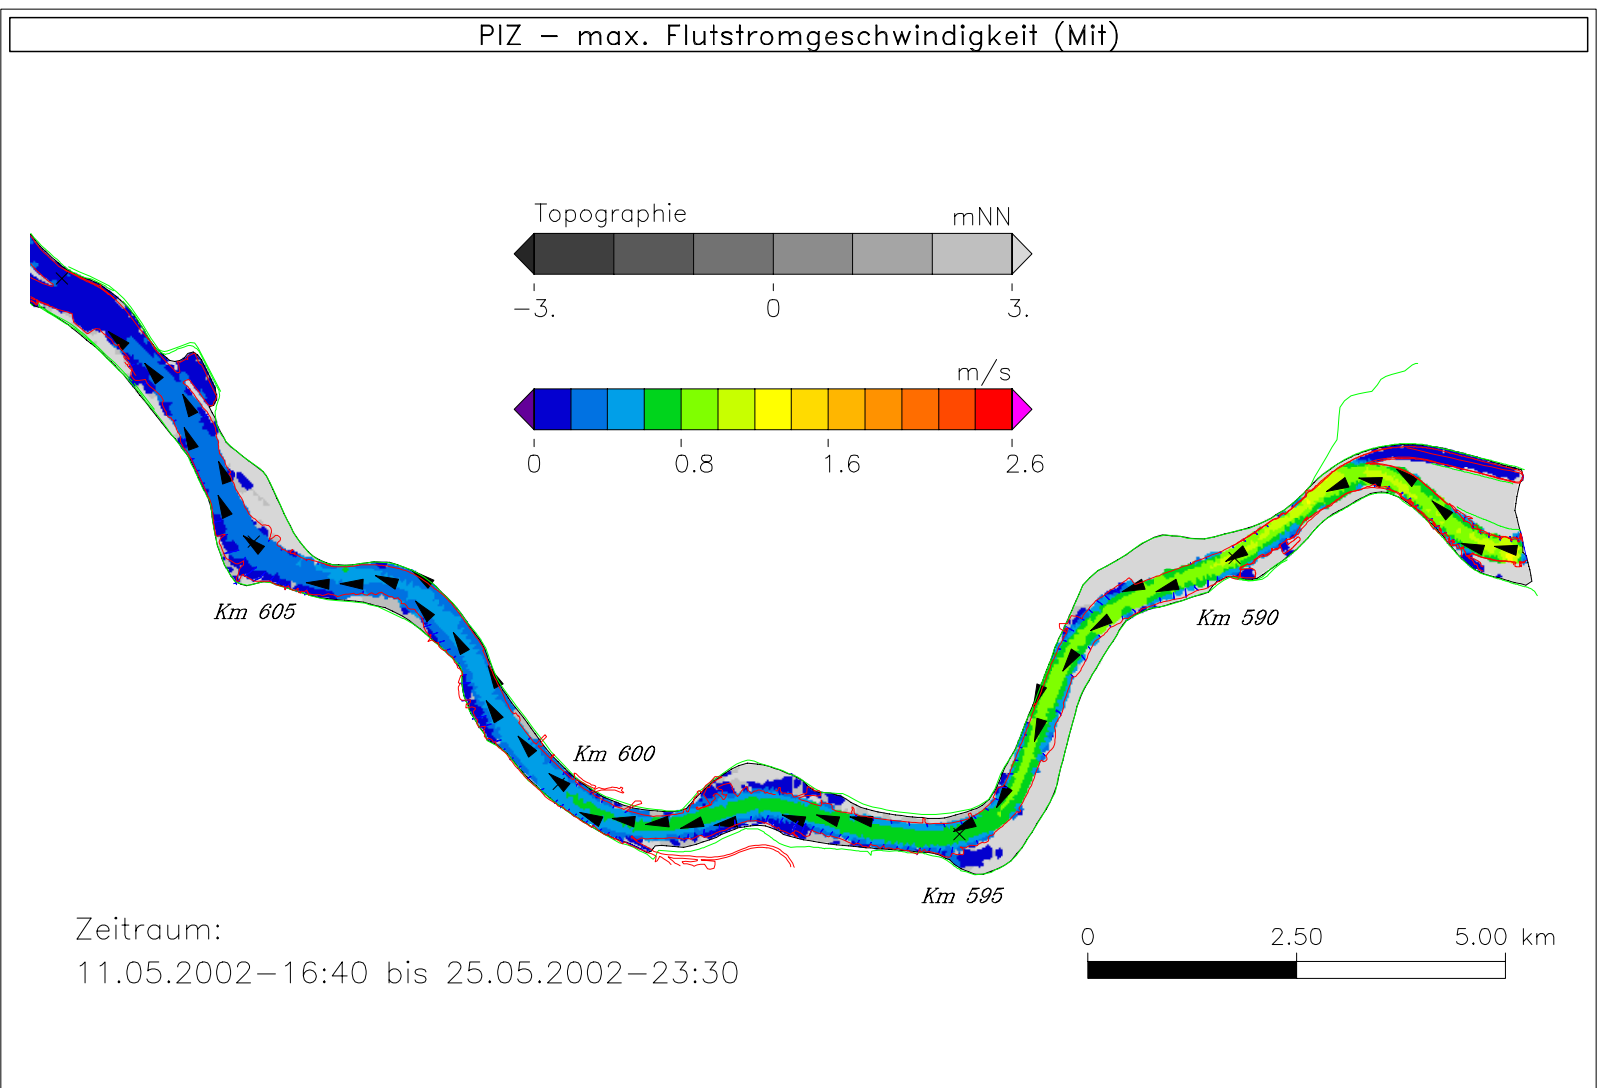 PIZ – max. Flutstromgeschwindigkeit (Mit)
Topographie mNN
−3. 0 3.
m/s
0 0.8 1.6 2.6
Km 605
Km 590
Km 600
Km 595
Zeitraum:
11.05.2002−16:40 bis 25.05.2002−23:30
0 2.50 5.00 km